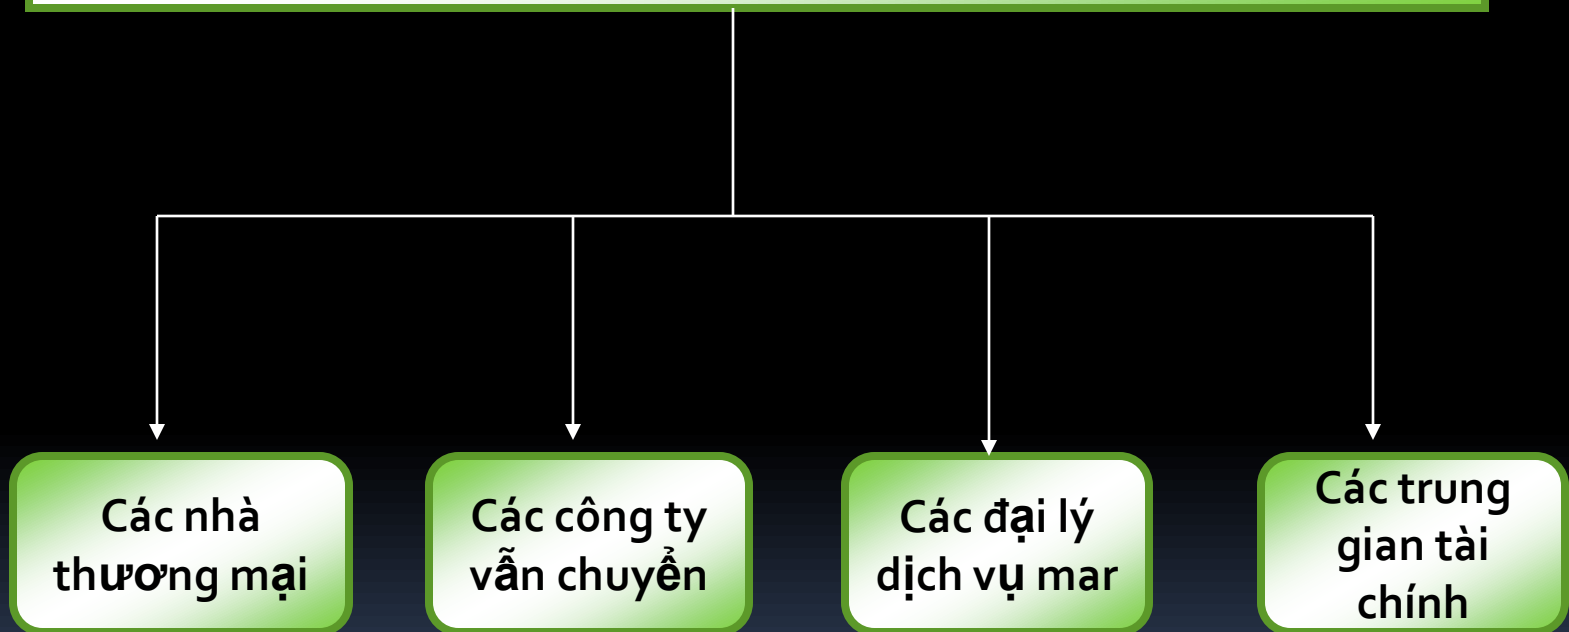 Các nhà
thương mại
Các công ty
vẫn chuyển
Các đại lý
dịch vụ mar
Các trung
gian tài
chính